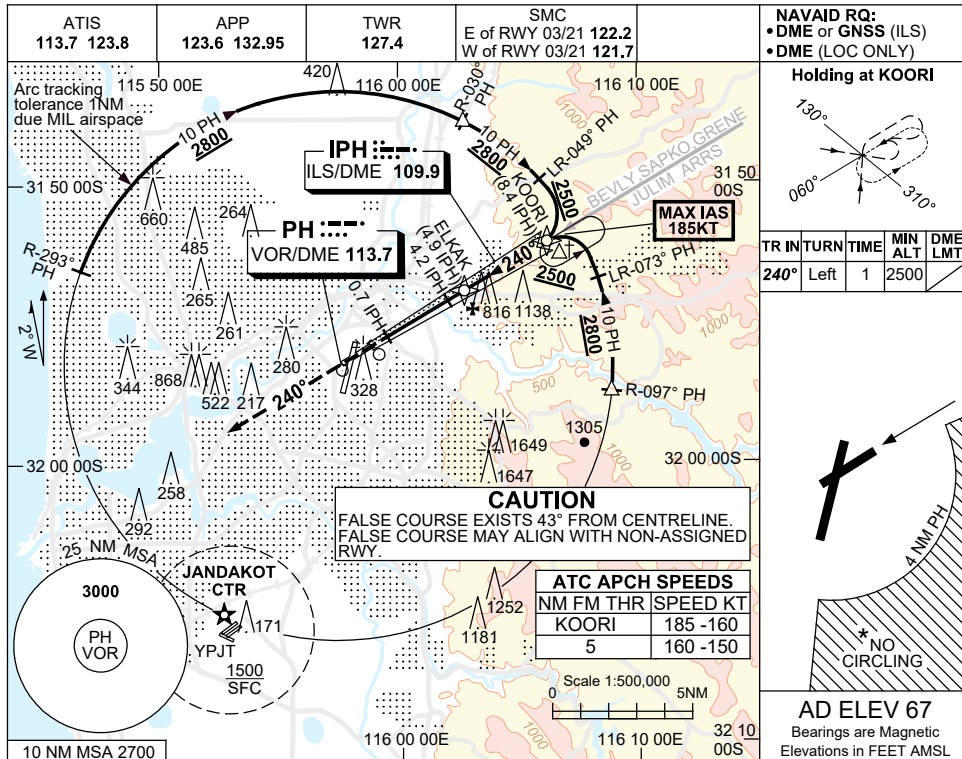 ATIS
113.7 123.8
APP
123.6 132.95
TWR
127.4
SMC
E of RWY 03/21 122.2
W of RWY 03/21 121.7
NAVAID RQ:
• DME or GNSS (ILS)
• DME (LOC ONLY)
115 50 00E
116 00 00E
116 10 00E
Arc tracking
tolerance 1NM
due MIL airspace
420
R-030°
PH
10 PH
2800
10 PH
2800
LR-049° PH
2500
BEVLY SAPKO GRENE
JULIM ARRS
1000
IPH
ILS/DME 109.9
31 50 00S
31 50
00S
KOORI
(8.4 IPH)
MAX IAS
185KT
660
485
264
PH
VOR/DME 113.7
ELKAK
(4.9 IPH)
4.2 IPH
240°
2500
LR-073° PH
R-293°
PH
265
261
0.7 IPH
816
1138
10 PH
2800
1000
2° W
344
868
522
217
280
328
240°
500
R-097° PH
1305
1649
1647
1000
32 00 00S
32 00 00S
258
292
CAUTION
FALSE COURSE EXISTS 43° FROM CENTRELINE.
FALSE COURSE MAY ALIGN WITH NON-ASSIGNED
RWY.
25 NM MSA
3000
PH
VOR
JANDAKOT
CTR
171
YPJT
1500
SFC
1252
1181
ATC APCH SPEEDS
NM FM THR SPEED KT
KOORI 185 -160
5 160 -150
Scale 1:500,000
0 5NM
1000
10 NM MSA 2700
116 00 00E
116 10 00E
32 10
00S
Holding at KOORI
130°
060°
310°
TR IN TURN TIME MIN ALT DME LMT
240° Left 1 2500
4 NM PH
* NO
CIRCLING
AD ELEV 67
Bearings are Magnetic
Elevations in FEET AMSL